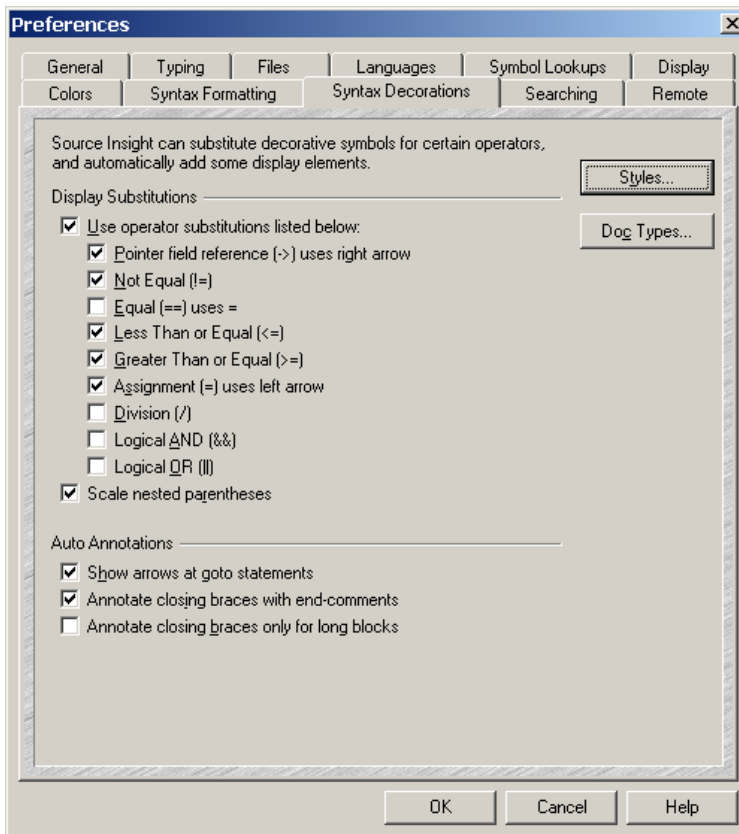 Preferences
General Typing Files Languages Symbol Lookups Display
Colors Syntax Formatting Syntax Decorations Searching Remote
Source Insight can substitute decorative symbols for certain operators,
and automatically add some display elements.
Styles...
Display Substitutions
Doc Types...
Use operator substitutions listed below:
Pointer field reference (->) uses right arrow
Not Equal (!=)
Equal (==) uses =
Less Than or Equal (<=)
Greater Than or Equal (>=)
Assignment (=) uses left arrow
Division (/)
Logical AND (&&)
Logical OR (||)
Scale nested parentheses
Auto Annotations
Show arrows at goto statements
Annotate closing braces with end-comments
Annotate closing braces only for long blocks
OK Cancel Help